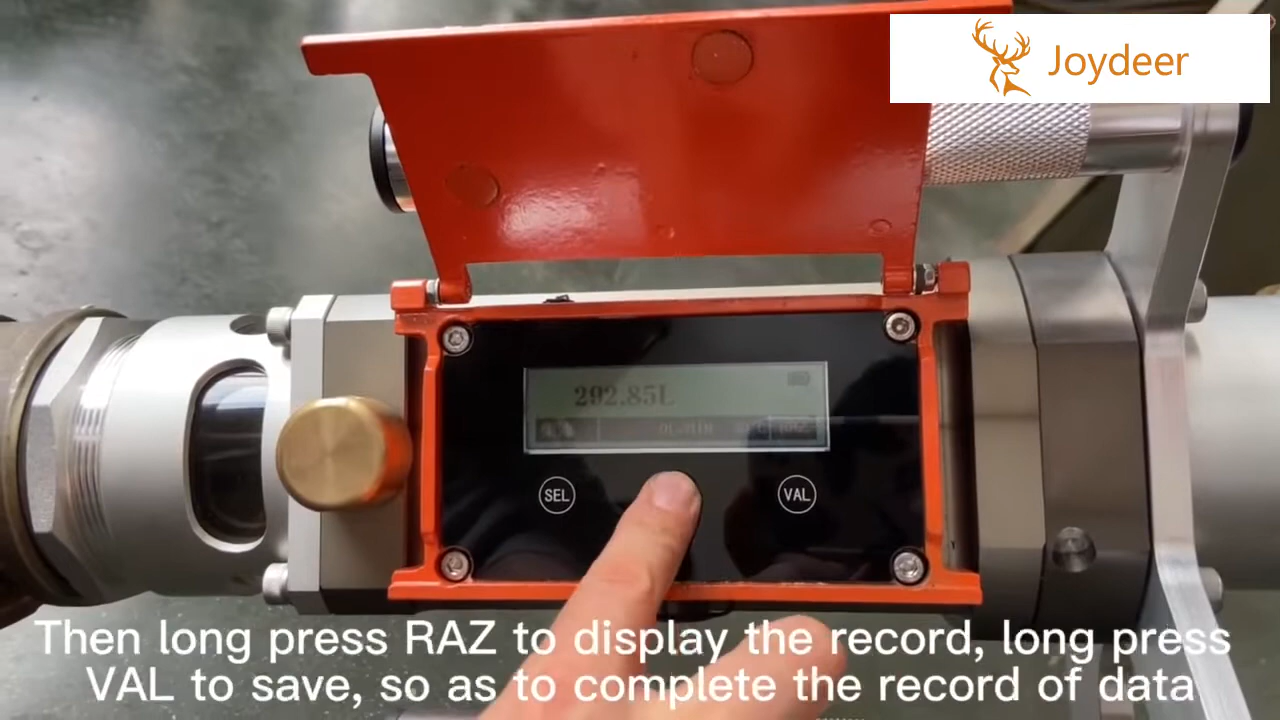 Joydeer
292.85L
SEL
VAL
Then long press RAZ to display the record, long press
VAL to save, so as to complete the record of data